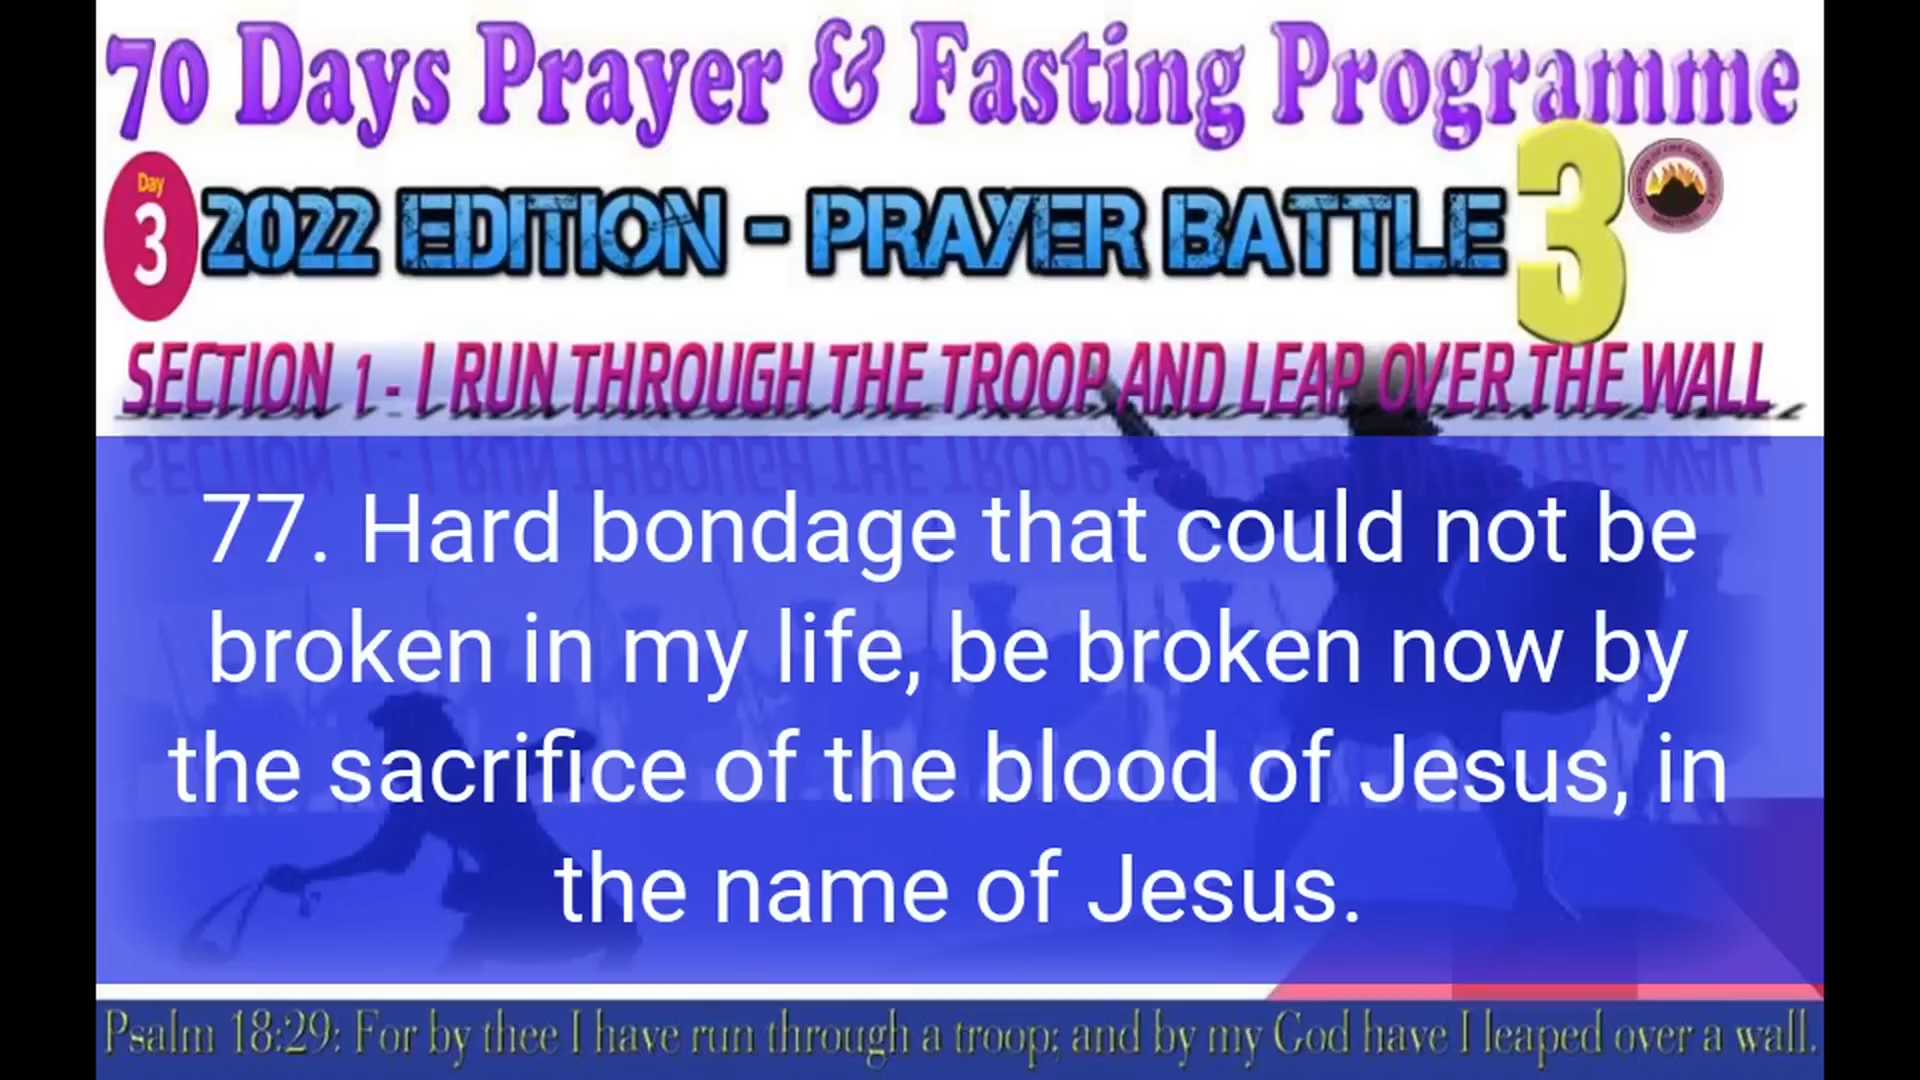 70 Days Prayer & Fasting Programme
Day
3
2022 EDITION - PRAYER BATTLE 3
SECTION 1 - I RUN THROUGH THE TROOP AND LEAP OVER THE WALL
77. Hard bondage that could not be
broken in my life, be broken now by
the sacrifice of the blood of Jesus, in
the name of Jesus.
Psalm 18:29: For by thee I have run through a troop; and by my God have I leaped over a wall.